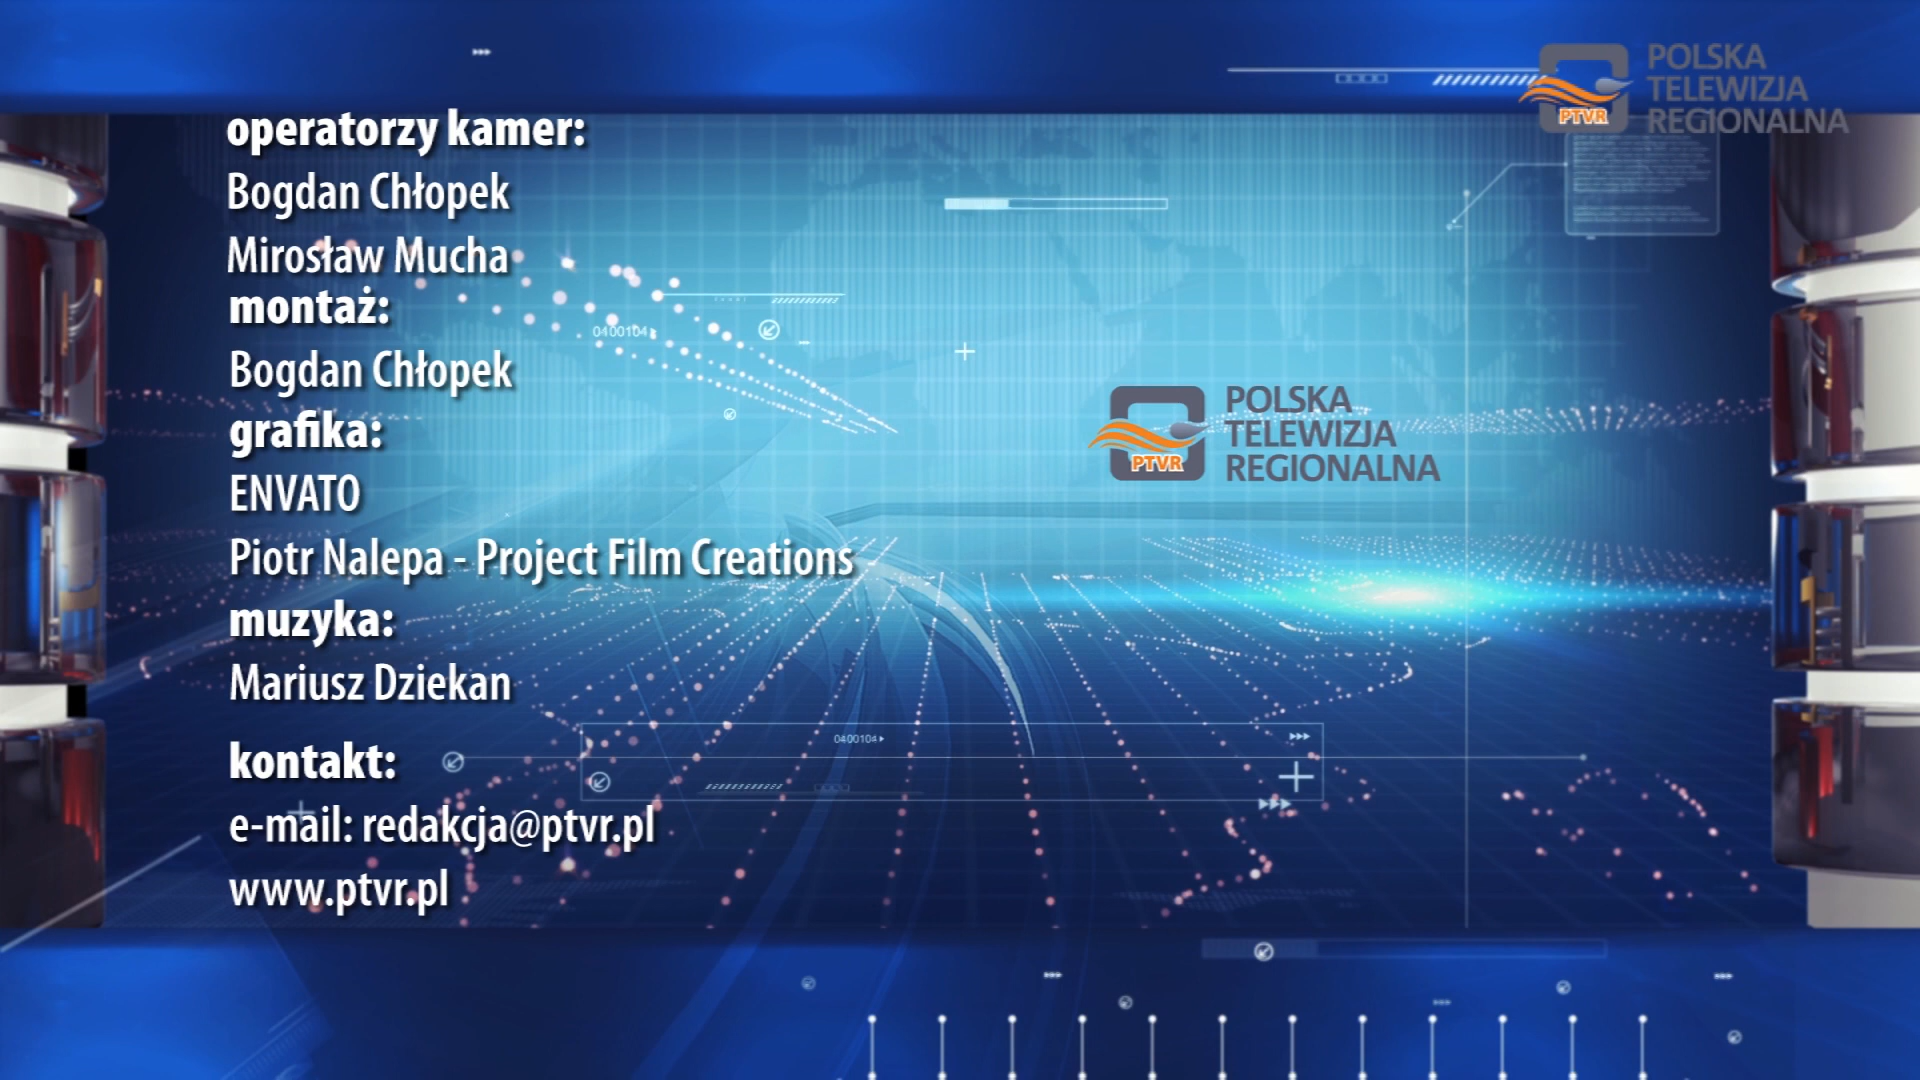 POLSKA
TELEWIZJA
REGIONALNA
PTVR
operatorzy kamer:
Bogdan Chłopek
Mirosław Mucha
montaż:
Bogdan Chłopek
grafika:
ENVATO
Piotr Nalepa - Project Film Creations
muzyka:
Mariusz Dziekan
kontakt:
e-mail: redakcja@ptvr.pl
www.ptvr.pl
POLSKA
TELEWIZJA
REGIONALNA
PTVR
0400104
0400104